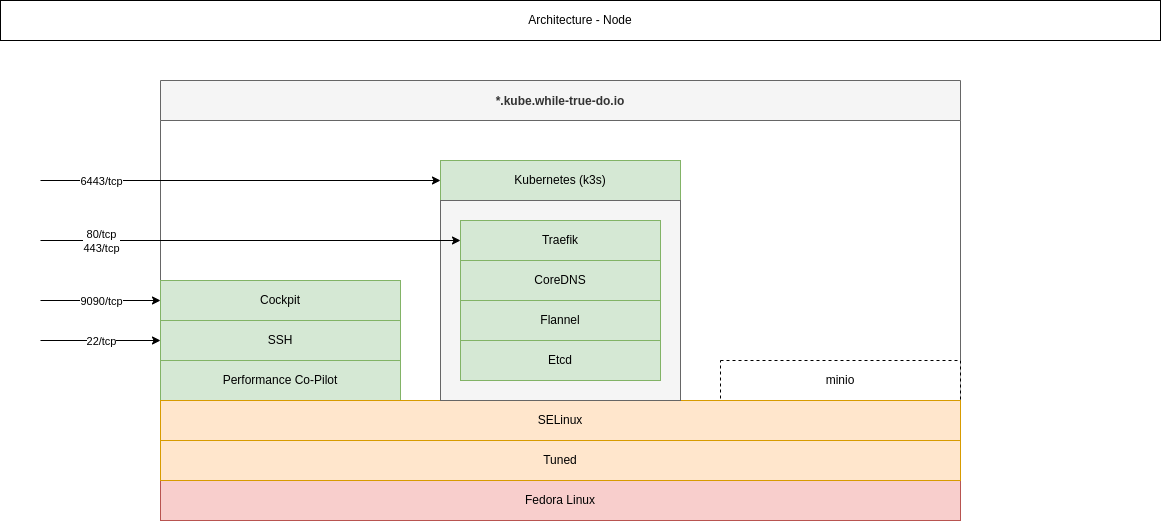 Architecture - Node
*.kube.while-true-do.io
6443/tcp
Kubernetes (k3s)
80/tcp
443/tcp
Traefik
CoreDNS
9090/tcp
Cockpit
Flannel
22/tcp
SSH
Etcd
Performance Co-Pilot
minio
SELinux
Tuned
Fedora Linux